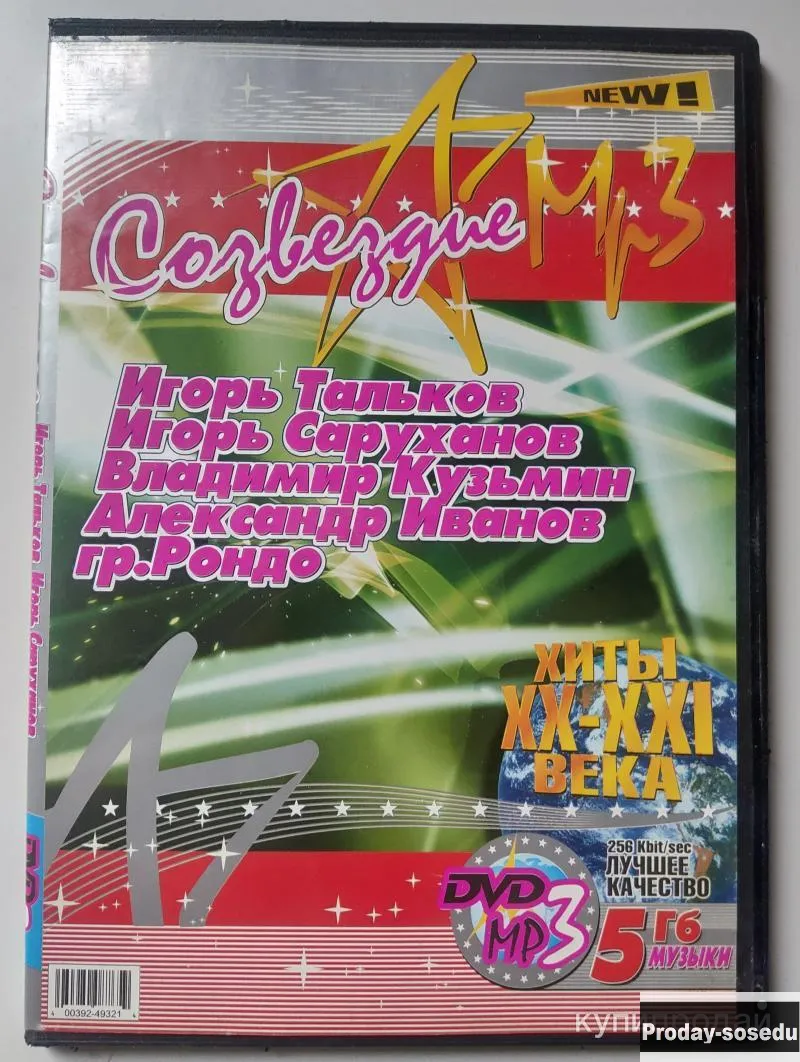 NEW!
Созвездие Mp3
Игорь Тальков
Игорь Саруханов
Владимир Кузьмин
Александр Иванов
гр.Рондо
Игорь Тальков Игорь Саруханов
ХИТЫ
XX-XXI
ВЕКА
256 Kbit/sec
ЛУЧШЕЕ
КАЧЕСТВО
DVD
MP3
5 Гб
МУЗЫКИ
4 00392-49321 4
купипродай
Proday-sosedu